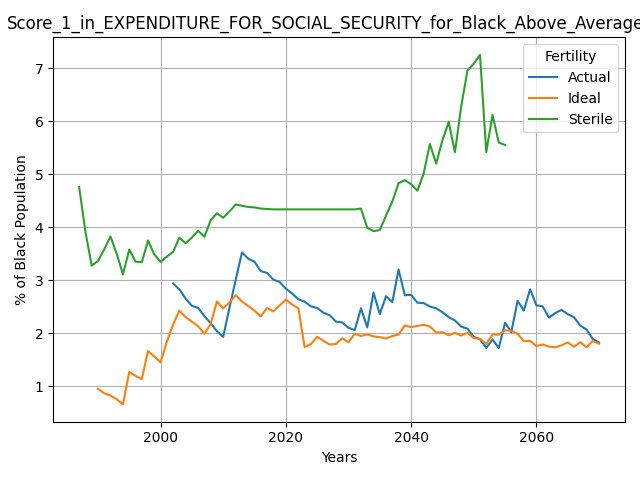 Score_1_in_EXPENDITURE_FOR_SOCIAL_SECURITY_for_Black_Above_Average
Fertility
Actual
Ideal
Sterile
% of Black Population
7
6
5
4
3
2
1
2000 2020 2040 2060
Years